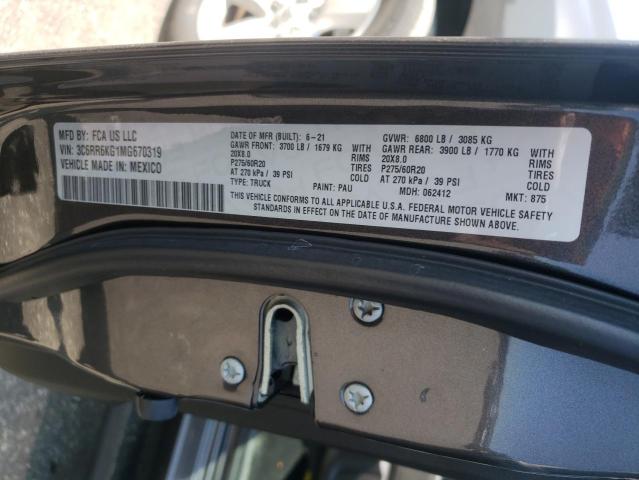 MFD BY: FCA US LLC
VIN: 3C6RR6KG1MG670319
VEHICLE MADE IN: MEXICO
DATE OF MFR (BUILT): 6-21
GAWR FRONT: 3700 LB / 1679 KG WITH
20X8.0 RIMS
P275/60R20 TIRES
AT 270 kPa / 39 PSI COLD
TYPE: TRUCK PAINT: PAU
GVWR: 6800 LB / 3085 KG
GAWR REAR: 3900 LB / 1770 KG WITH
20X8.0 RIMS
P275/60R20 TIRES
AT 270 kPa / 39 PSI COLD
MDH: 062412 MKT: 875
THIS VEHICLE CONFORMS TO ALL APPLICABLE U.S.A. FEDERAL MOTOR VEHICLE SAFETY
STANDARDS IN EFFECT ON THE DATE OF MANUFACTURE SHOWN ABOVE.